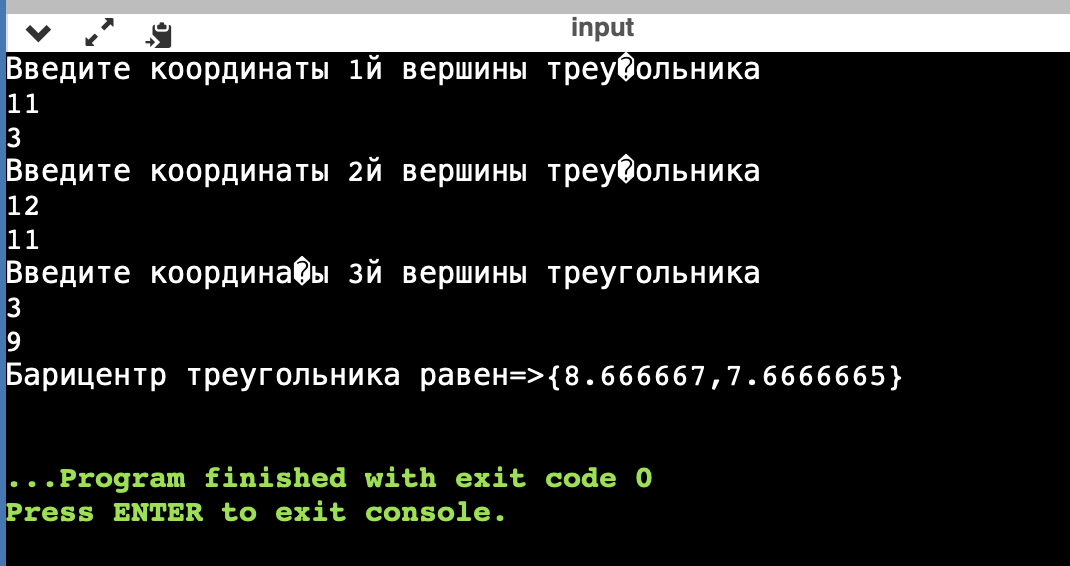 input
Введите координаты 1й вершины треу�ольника
11
3
Введите координаты 2й вершины треу�ольника
12
11
Введите координа�ы 3й вершины треугольника
3
9
Барицентр треугольника равен=>{8.666667,7.6666665}
...Program finished with exit code 0
Press ENTER to exit console.